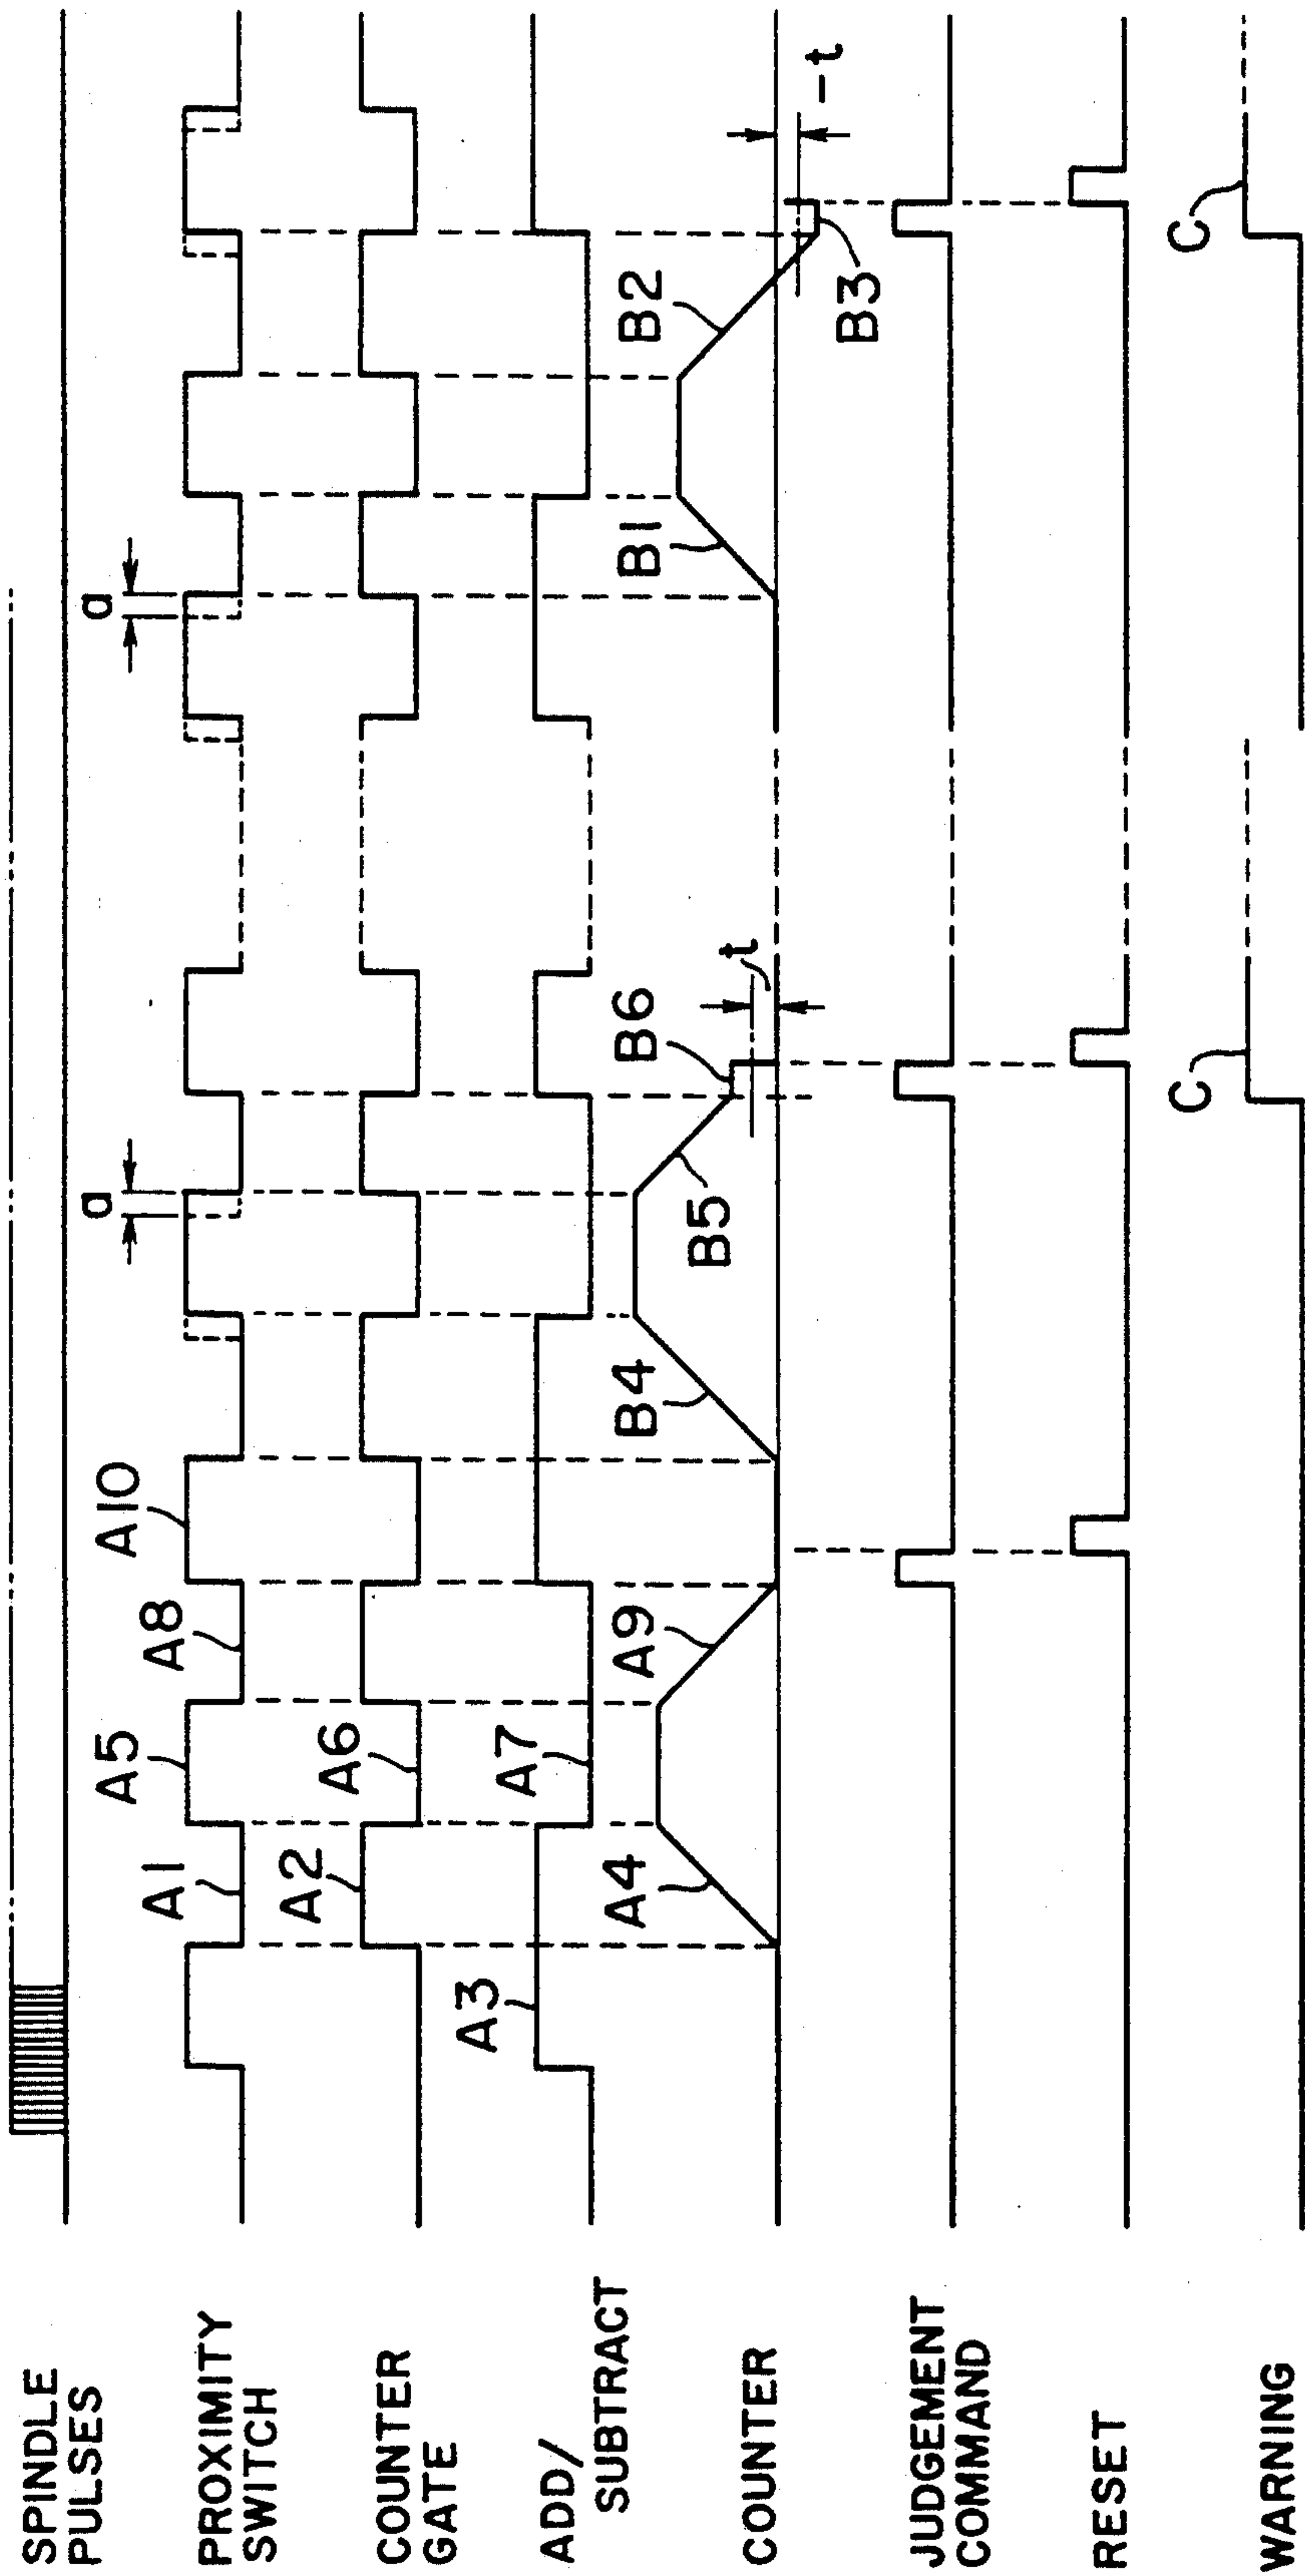 SPINDLE
PULSES
PROXIMITY
SWITCH
A1
A5
A8
A10
a
a
COUNTER
GATE
A2
A6
ADD/
SUBTRACT
A3
A7
COUNTER
A4
A9
B4
B5
B6
t
B1
B2
B3
-t
JUDGEMENT
COMMAND
RESET
WARNING
C
C